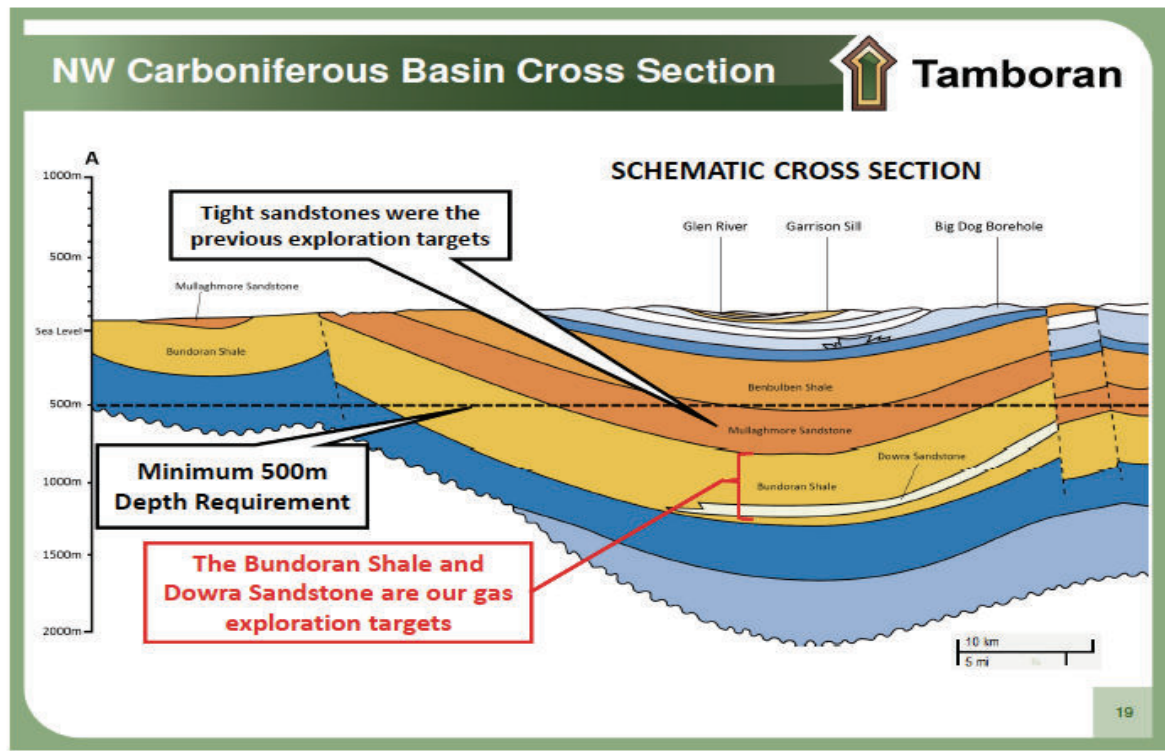 NW Carboniferous Basin Cross Section
Tamboran
A
SCHEMATIC CROSS SECTION
1000m
Tight sandstones were the
previous exploration targets
Glen River
Garrison Sill
Big Dog Borehole
500m
Mullaghmore Sandstone
Sea Level
Bundoran Shale
Benbulben Shale
500m
Mullaghmore Sandstone
Minimum 500m
Depth Requirement
Dowra Sandstone
1000m
Bundoran Shale
1500m
The Bundoran Shale and
Dowra Sandstone are our gas
exploration targets
2000m
10 km
5 mi
19